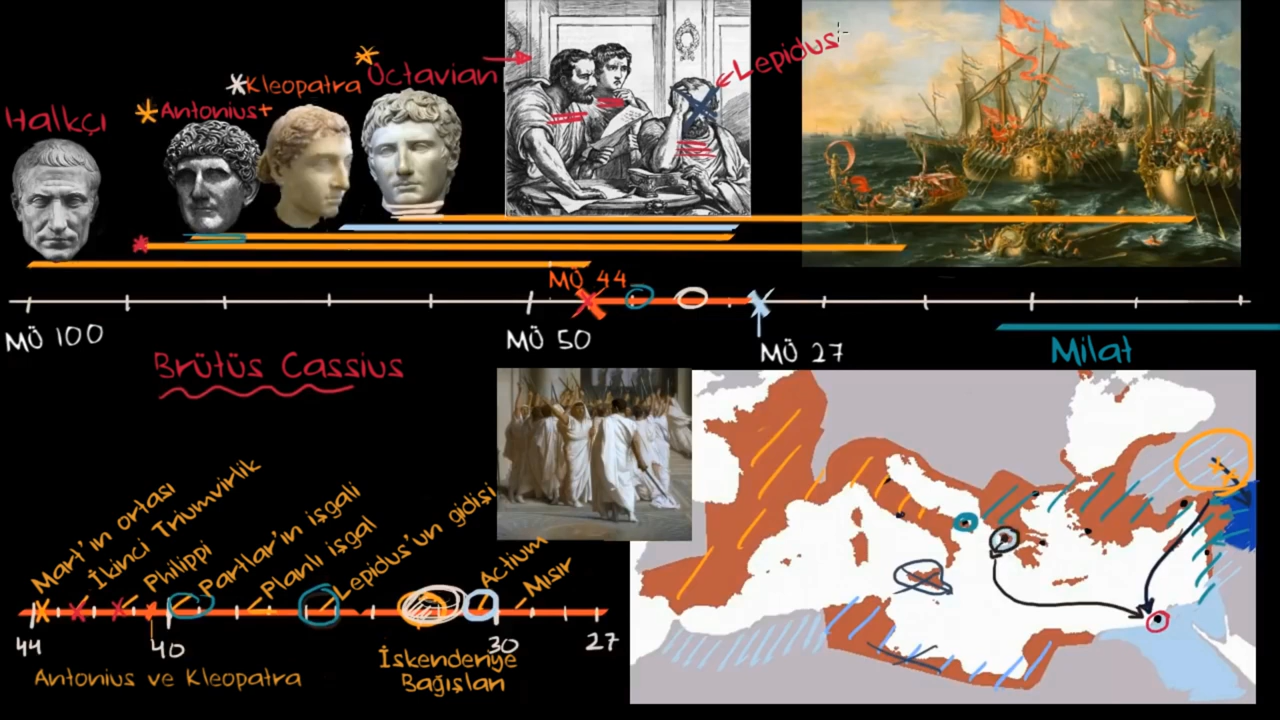 Halkçı
Antonius+
Kleopatra
Octavian
Lepidus
MÖ 44
MÖ 100
MÖ 50
MÖ 27
Milat
Brütüs Cassius
Mart'ın ortası
İkinci Triumvirlik
Philippi
Partlar'ın işgali
Planlı işgal
Lepidus'un gidişi
Actium
Mısır
44
40
30
27
Antonius ve Kleopatra
İskenderiye
Bağışları